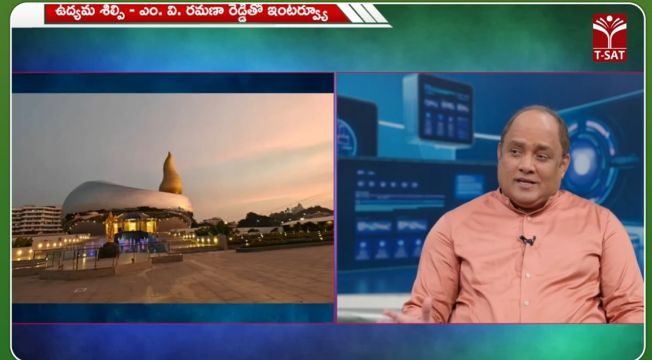 ఉద్యమ శిల్పి - ఎం. వి. రమణా రెడ్డితో ఇంటర్వ్యూ
T-SAT